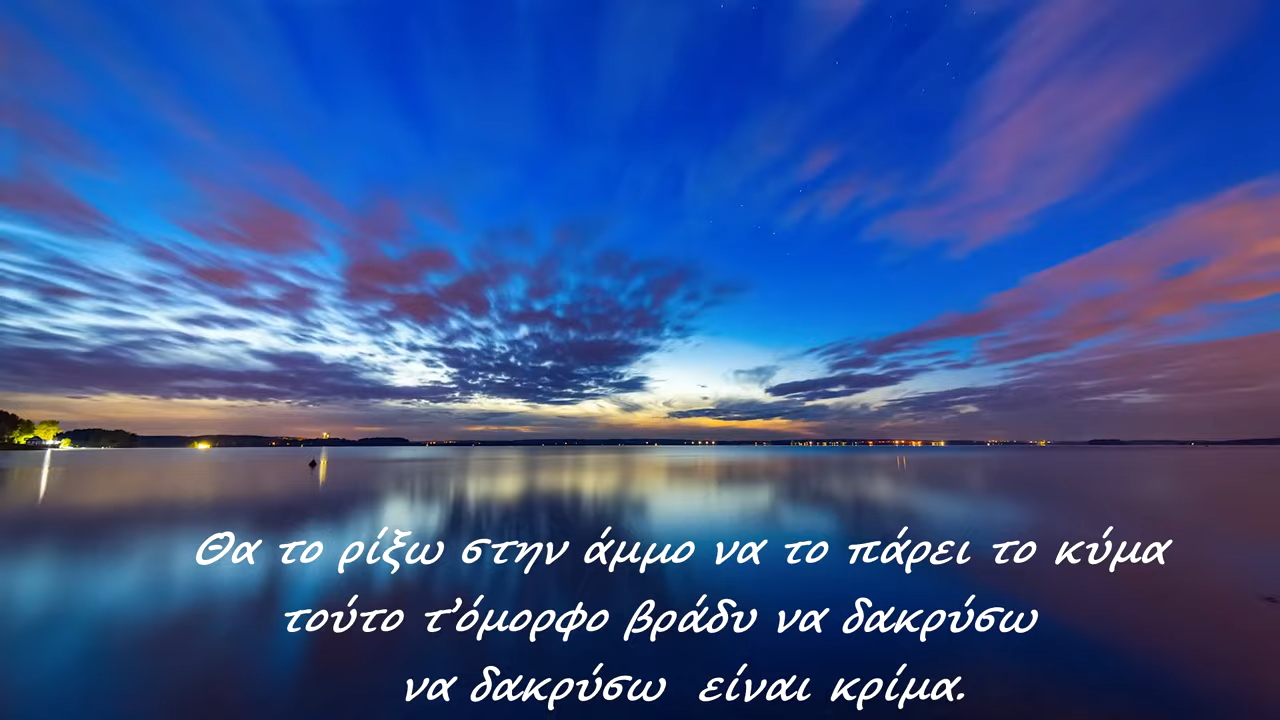 Θα το ρίξω στην άμμο να το πάρει το κύμα
τούτο τ'όμορφο βράδυ να δακρύσω
να δακρύσω είναι κρίμα.